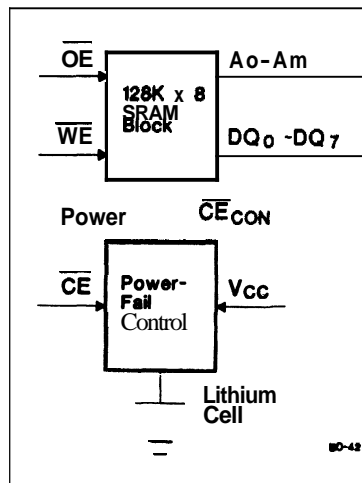 OE
Ao-Am
128K x 8
SRAM
Block
WE
DQ0 -DQ7
Power
CECON
CE
Power-
Fail
Control
VCC
Lithium
Cell